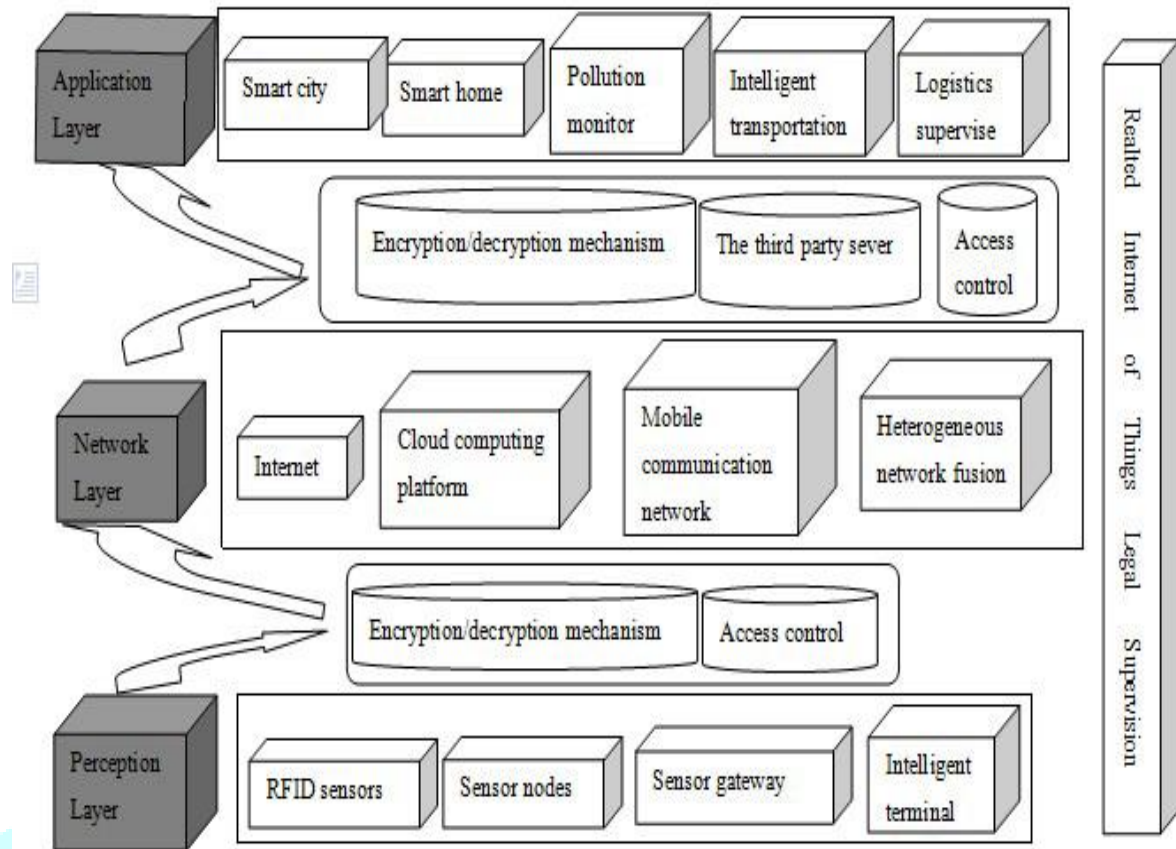 Application
Layer
Smart city
Smart home
Pollution
monitor
Intelligent
transportation
Logistics
supervise
Encryption/decryption mechanism
The third party sever
Access
control
Network
Layer
Internet
Cloud computing
platform
Mobile
communication
network
Heterogeneous
network fusion
Encryption/decryption mechanism
Access control
Perception
Layer
RFID sensors
Sensor nodes
Sensor gateway
Intelligent
terminal
Realted Internet of Things Legal Supervision